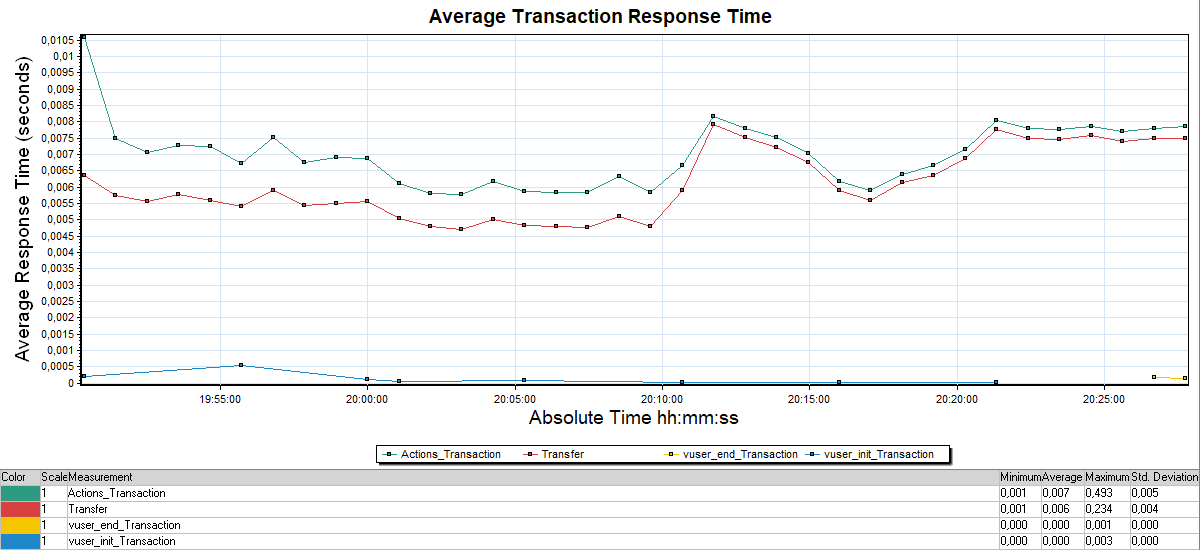 Average Transaction Response Time
Average Response Time (seconds)
0,0105
0,01
0,0095
0,009
0,0085
0,008
0,0075
0,007
0,0065
0,006
0,0055
0,005
0,0045
0,004
0,0035
0,003
0,0025
0,002
0,0015
0,001
0,0005
0
19:55:00 20:00:00 20:05:00 20:10:00 20:15:00 20:20:00 20:25:00
Absolute Time hh:mm:ss
Actions_Transaction Transfer vuser_end_Transaction vuser_init_Transaction
Color Scale Measurement Minimum Average Maximum Std. Deviation
1 Actions_Transaction 0,001 0,007 0,493 0,005
1 Transfer 0,001 0,006 0,234 0,004
1 vuser_end_Transaction 0,000 0,000 0,001 0,000
1 vuser_init_Transaction 0,000 0,000 0,003 0,000